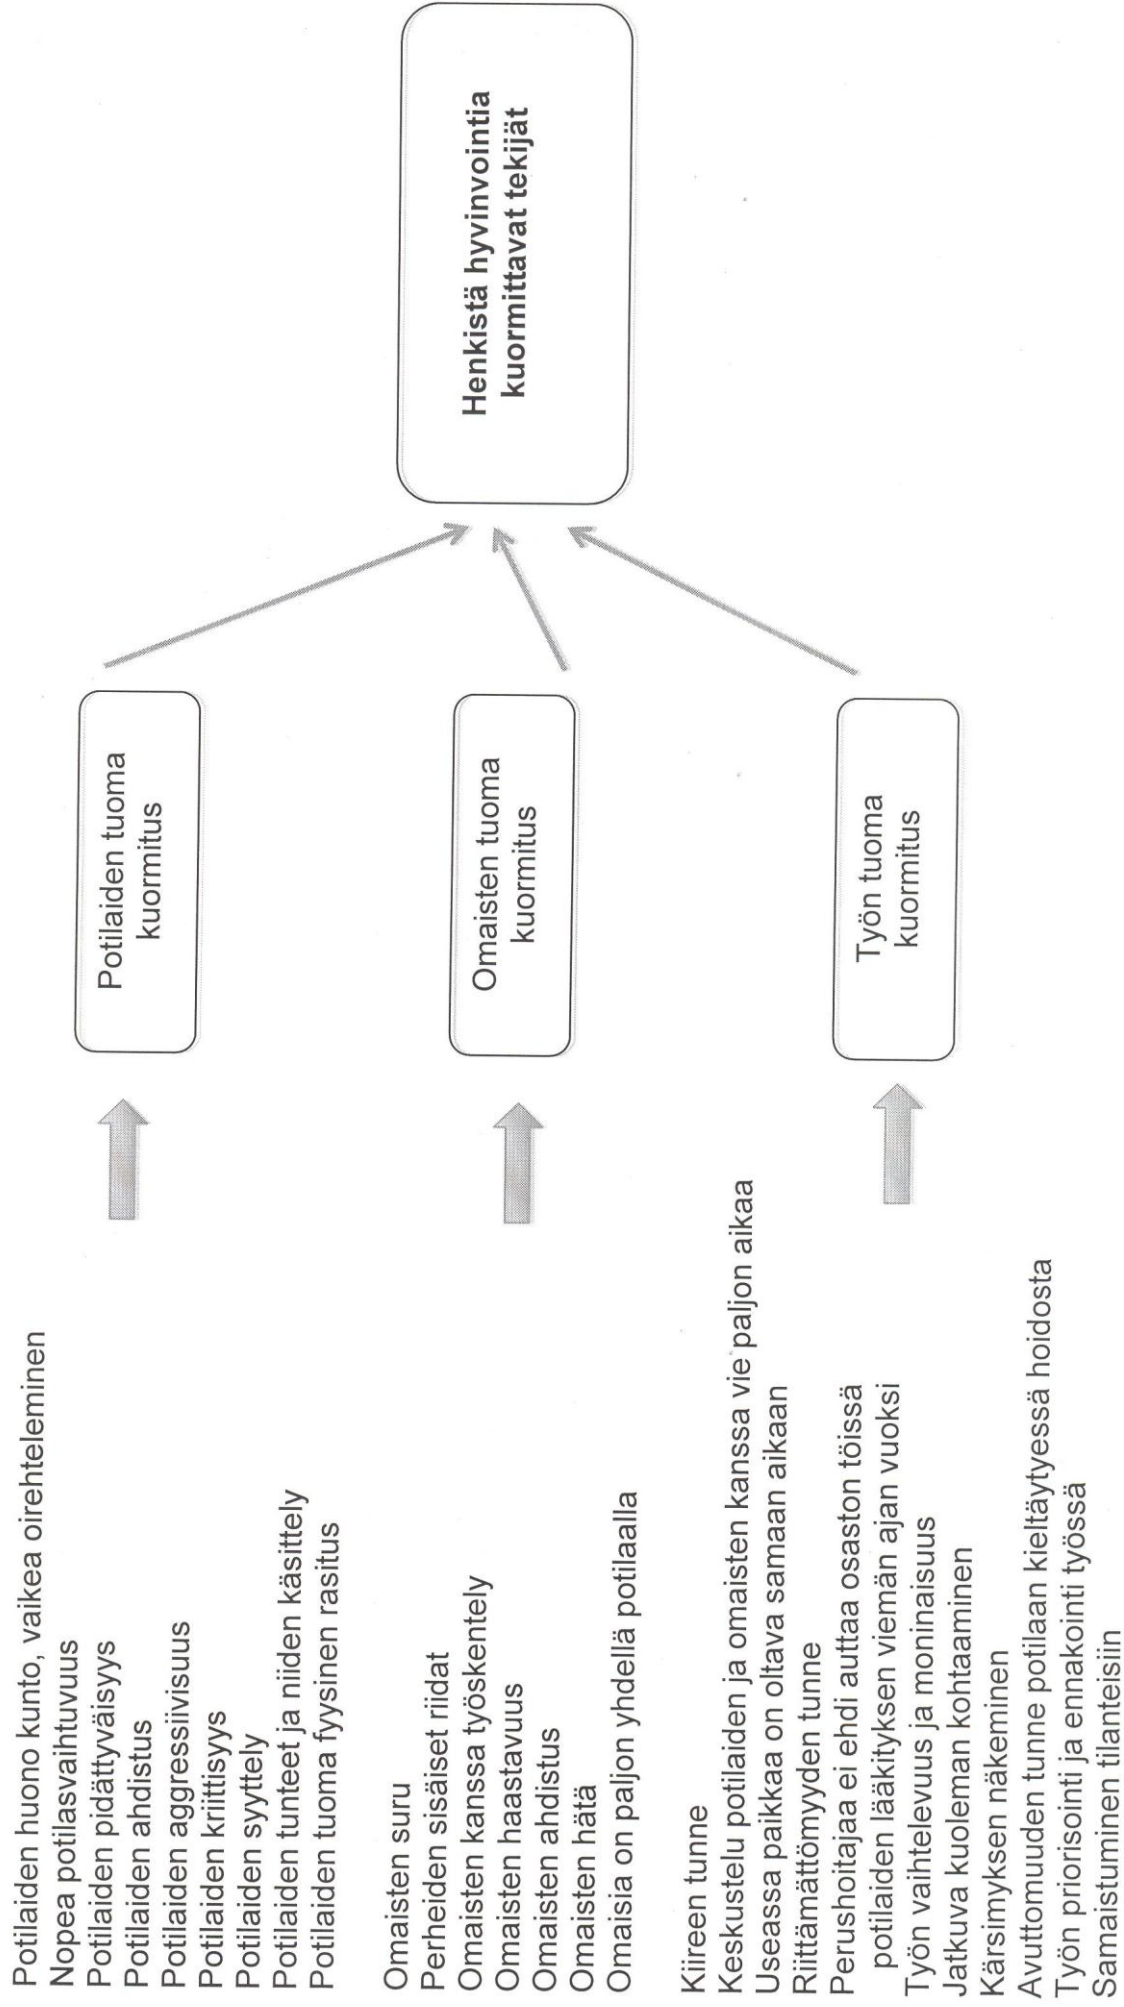 Potilaiden huono kunto, vaikea oirehteleminen
Nopea potilasvaihtuvuus
Potilaiden pidättyväisyys
Potilaiden ahdistus
Potilaiden aggressiivisuus
Potilaiden kriittisyys
Potilaiden syyttely
Potilaiden tunteet ja niiden käsittely
Potilaiden tuoma fyysinen rasitus
Potilaiden tuoma
kuormitus
Omaisten suru
Perheiden sisäiset riidat
Omaisten kanssa työskentely
Omaisten haastavuus
Omaisten ahdistus
Omaisten hätä
Omaisia on paljon yhdellä potilaalla
Omaisten tuoma
kuormitus
Kiireen tunne
Keskustelu potilaiden ja omaisten kanssa vie paljon aikaa
Useassa paikkaa on oltava samaan aikaan
Riittämättömyyden tunne
Perushoitajaa ei ehdi auttaa osaston töissä
potilaiden lääkityksen viemän ajan vuoksi
Työn vaihtelevuus ja moninaisuus
Jatkuva kuoleman kohtaaminen
Kärsimyksen näkeminen
Avuttomuuden tunne potilaan kieltäytyessä hoidosta
Työn priorisointi ja ennakointi työssä
Samaistuminen tilanteisiin
Työn tuoma
kuormitus
Henkistä hyvinvointia
kuormittavat tekijät